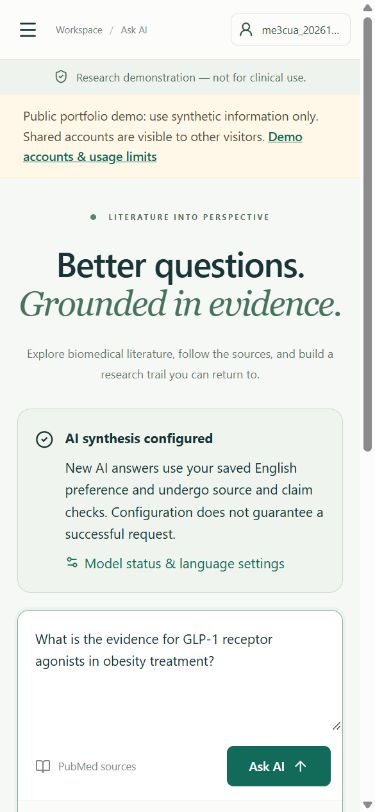 Workspace / Ask AI
me3cua_20261...
Research demonstration — not for clinical use.
Public portfolio demo: use synthetic information only.
Shared accounts are visible to other visitors. Demo
accounts & usage limits
LITERATURE INTO PERSPECTIVE
Better questions.
Grounded in evidence.
Explore biomedical literature, follow the sources, and build a
research trail you can return to.
AI synthesis configured
New AI answers use your saved English
preference and undergo source and claim
checks. Configuration does not guarantee a
successful request.
Model status & language settings
What is the evidence for GLP-1 receptor
agonists in obesity treatment?
PubMed sources
Ask AI